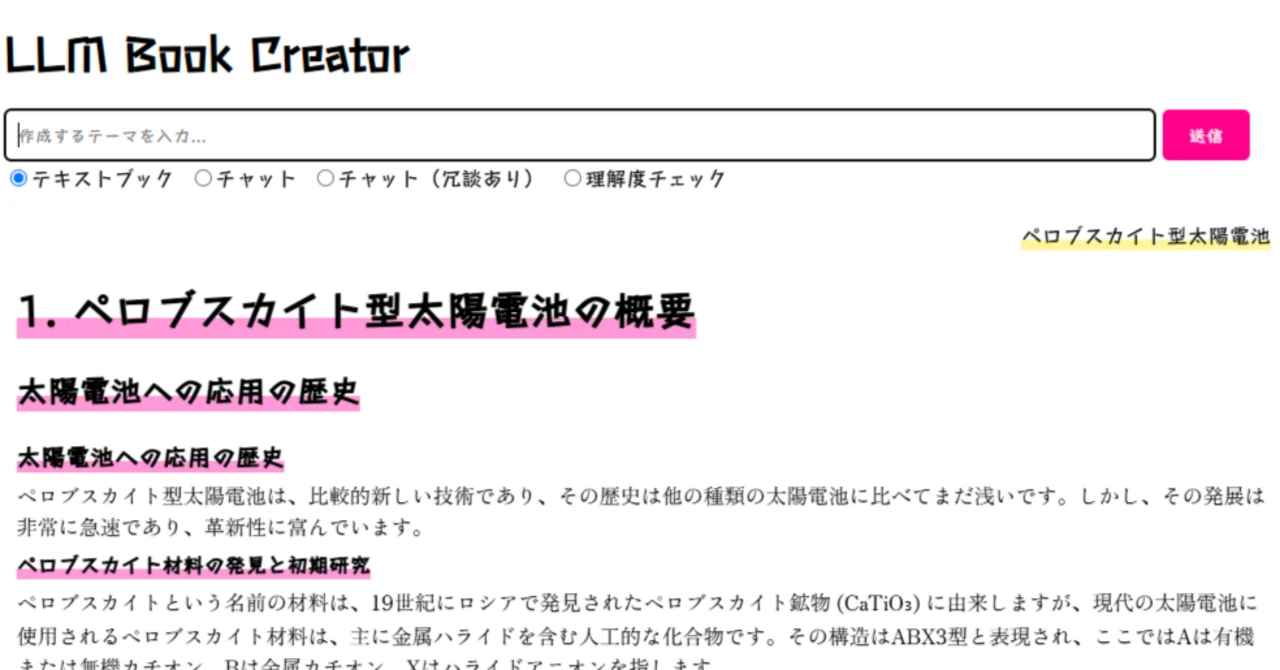 LLM Book Creator
作成するテーマを入力...
送信
テキストブック チャット チャット（冗談あり） 理解度チェック
ペロブスカイト型太陽電池
1. ペロブスカイト型太陽電池の概要
太陽電池への応用の歴史
太陽電池への応用の歴史
ペロブスカイト型太陽電池は、比較的新しい技術であり、その歴史は他の種類の太陽電池に比べてまだ浅いです。しかし、その発展は
非常に急速であり、革新性に富んでいます。
ペロブスカイト材料の発見と初期研究
ペロブスカイトという名前の材料は、19世紀にロシアで発見されたペロブスカイト鉱物 (CaTiO₃) に由来しますが、現代の太陽電池に
使用されるペロブスカイト材料は、主に金属ハライドを含む人工的な化合物です。その構造はABX3型と表現され、ここではAは有機
または無機カチオン、Bは金属カチオン、Xはハライドアニオンを指します。